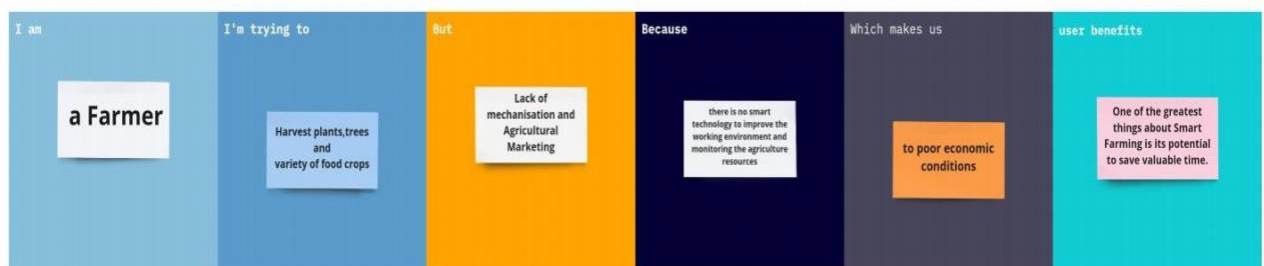 I am
a Farmer
I'm trying to
Harvest plants,trees
and
variety of food crops
But
Lack of
mechanisation and
Agricultural
Marketing
Because
there is no smart
technology to improve the
working environment and
monitoring the agriculture
resources
Which makes us
to poor economic
conditions
user benefits
One of the greatest
things about Smart
Farming is its potential
to save valuable time.